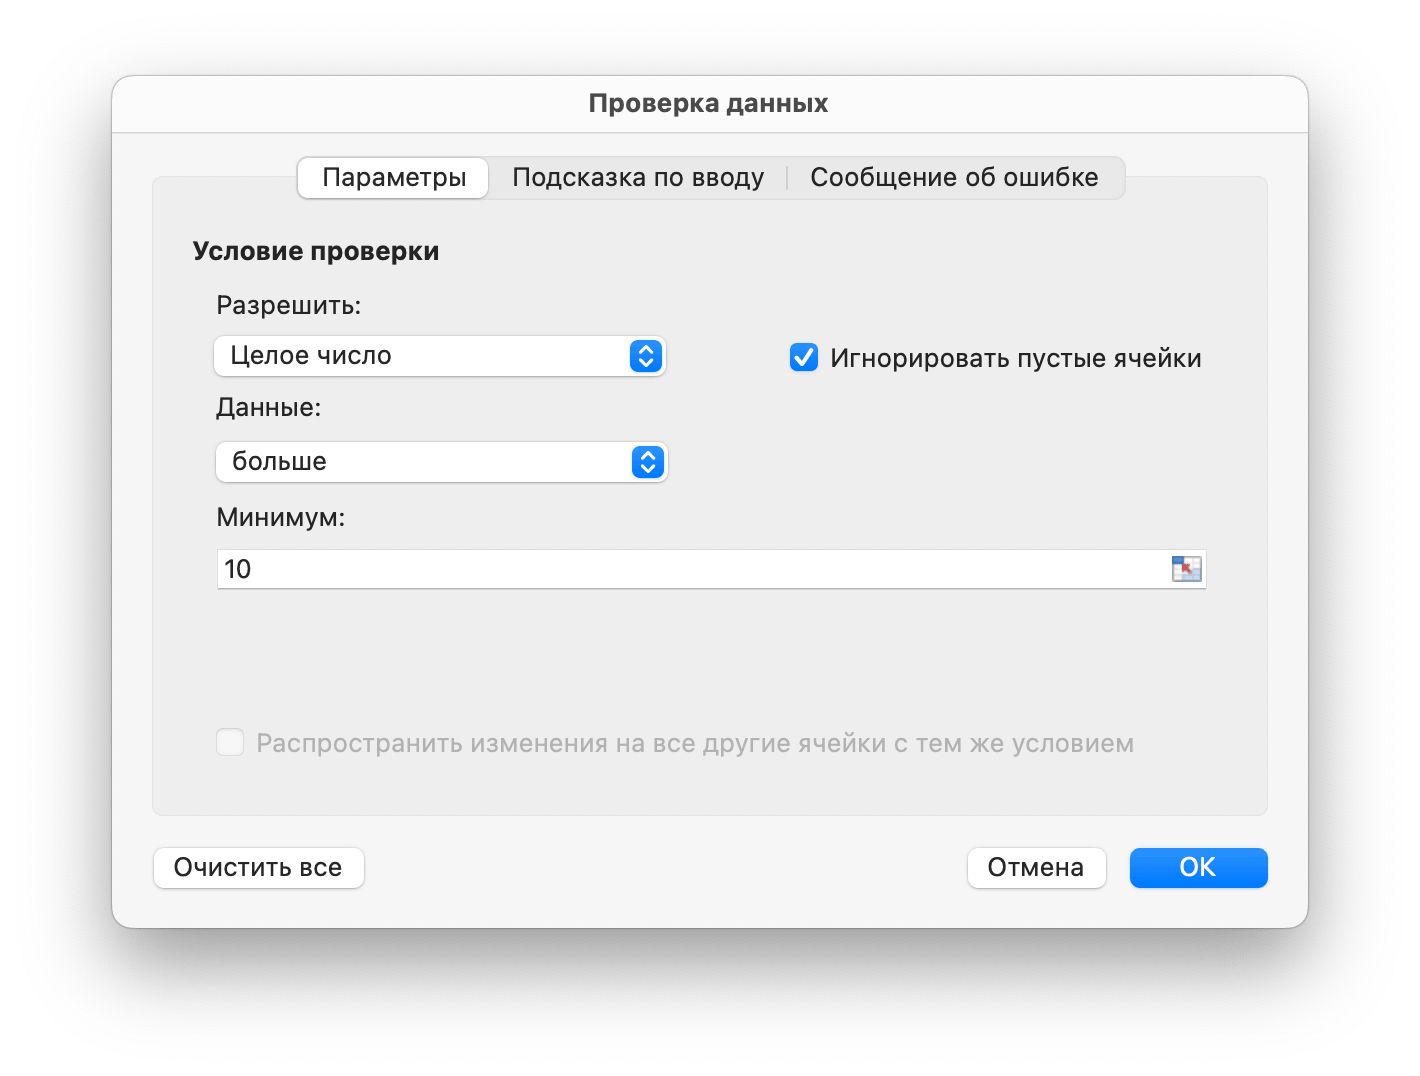 Проверка данных
Параметры
Подсказка по вводу
Сообщение об ошибке
Условие проверки
Разрешить:
Целое число
Игнорировать пустые ячейки
Данные:
больше
Минимум:
10
Распространить изменения на все другие ячейки с тем же условием
Очистить все
Отмена
OK